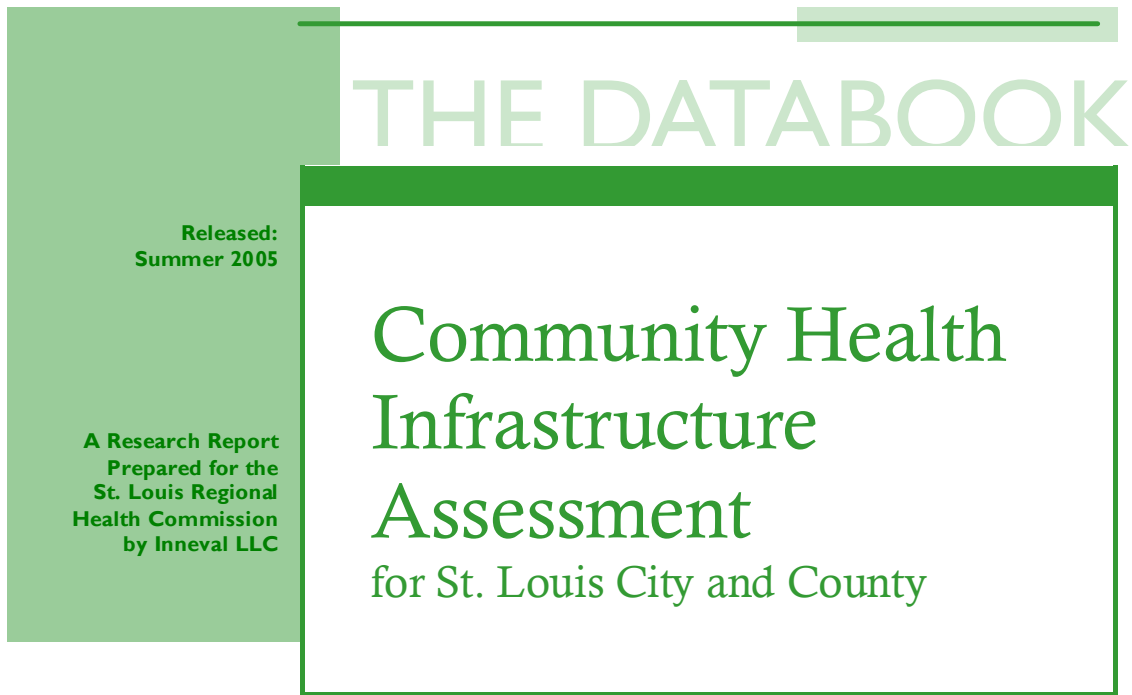 THE DATABOOK
Released:
Summer 2005
A Research Report
Prepared for the
St. Louis Regional
Health Commission
by Inneval LLC
Community Health
Infrastructure
Assessment
for St. Louis City and County